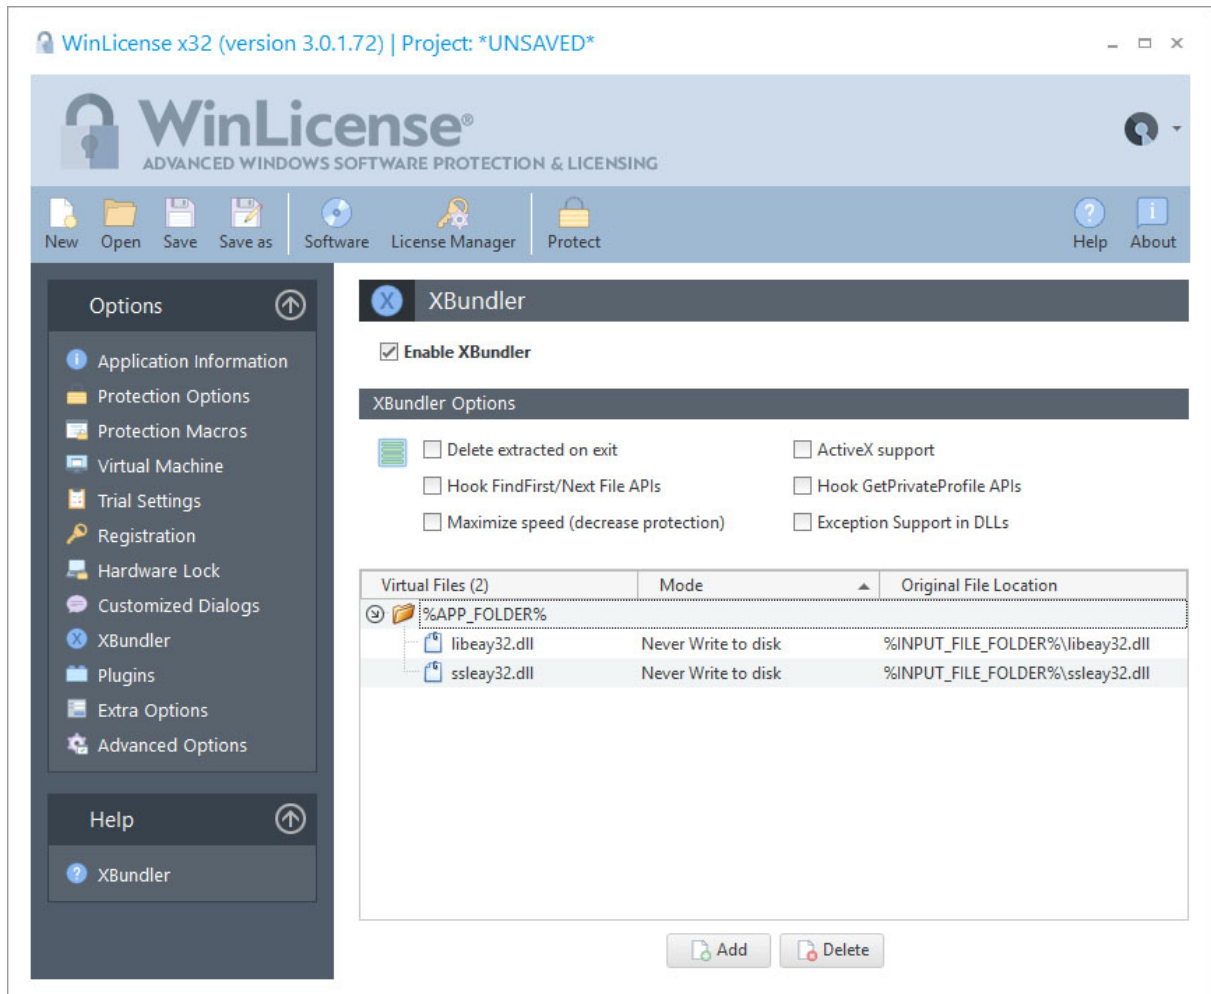 WinLicense x32 (version 3.0.1.72) | Project: *UNSAVED*
WinLicense®
ADVANCED WINDOWS SOFTWARE PROTECTION & LICENSING
New Open Save Save as Software License Manager Protect Help About
Options
Application Information
Protection Options
Protection Macros
Virtual Machine
Trial Settings
Registration
Hardware Lock
Customized Dialogs
XBundler
Plugins
Extra Options
Advanced Options
Help
XBundler
X XBundler
Enable XBundler
XBundler Options
Delete extracted on exit ActiveX support
Hook FindFirst/Next File APIs Hook GetPrivateProfile APIs
Maximize speed (decrease protection) Exception Support in DLLs
Virtual Files (2) Mode Original File Location
%APP_FOLDER%
libeay32.dll Never Write to disk %INPUT_FILE_FOLDER%\libeay32.dll
ssleay32.dll Never Write to disk %INPUT_FILE_FOLDER%\ssleay32.dll
Add Delete